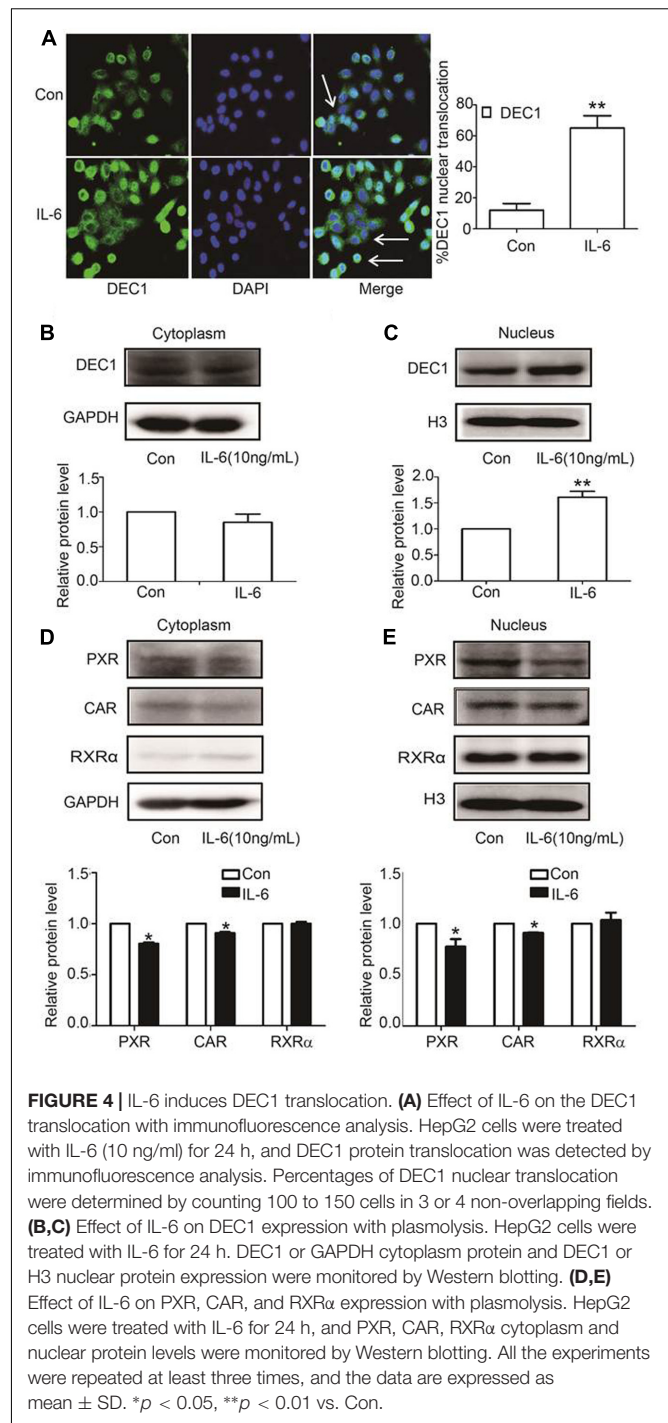 A
Con
IL-6
DEC1 DAPI Merge
%DEC1 nuclear translocation
80
60
40
20
0
DEC1
**
Con IL-6
B
Cytoplasm
DEC1
GAPDH
Con IL-6(10ng/mL)
Relative protein level
1.5
1.0
0.5
0.0
Con IL-6
C
Nucleus
DEC1
H3
Con IL-6(10ng/mL)
Relative protein level
2.0
1.5
1.0
0.5
0.0
**
Con IL-6
D
Cytoplasm
PXR
CAR
RXRα
GAPDH
Con IL-6(10ng/mL)
Relative protein level
1.5
1.0
0.5
0.0
Con
IL-6
* *
PXR CAR RXRα
E
Nucleus
PXR
CAR
RXRα
H3
Con IL-6(10ng/mL)
Relative protein level
1.5
1.0
0.5
0.0
Con
IL-6
* *
PXR CAR RXRα
FIGURE 4 | IL-6 induces DEC1 translocation. (A) Effect of IL-6 on the DEC1
translocation with immunofluorescence analysis. HepG2 cells were treated
with IL-6 (10 ng/ml) for 24 h, and DEC1 protein translocation was detected by
immunofluorescence analysis. Percentages of DEC1 nuclear translocation
were determined by counting 100 to 150 cells in 3 or 4 non-overlapping fields.
(B,C) Effect of IL-6 on DEC1 expression with plasmolysis. HepG2 cells were
treated with IL-6 for 24 h. DEC1 or GAPDH cytoplasm protein and DEC1 or
H3 nuclear protein expression were monitored by Western blotting. (D,E)
Effect of IL-6 on PXR, CAR, and RXRα expression with plasmolysis. HepG2
cells were treated with IL-6 for 24 h, and PXR, CAR, RXRα cytoplasm and
nuclear protein levels were monitored by Western blotting. All the experiments
were repeated at least three times, and the data are expressed as
mean ± SD. *p < 0.05, **p < 0.01 vs. Con.